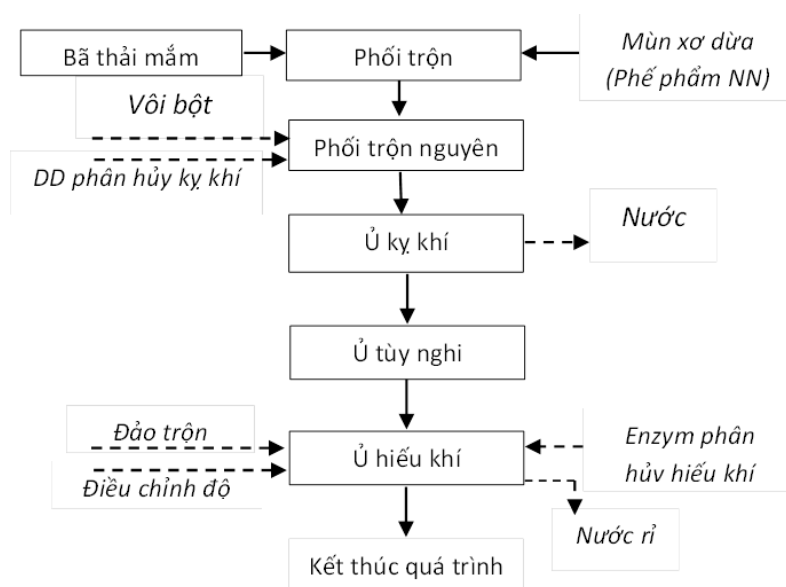 Bã thải mắm
Phối trộn
Mùn xơ dừa
(Phế phẩm NN)
Vôi bột
DD phân hủy kỵ khí
Phối trộn nguyên
Ủ kỵ khí
Nước
Ủ tùy nghi
Đảo trộn
Điều chỉnh độ
Ủ hiếu khí
Enzym phân
hủv hiếu khí
Nước rỉ
Kết thúc quá trình